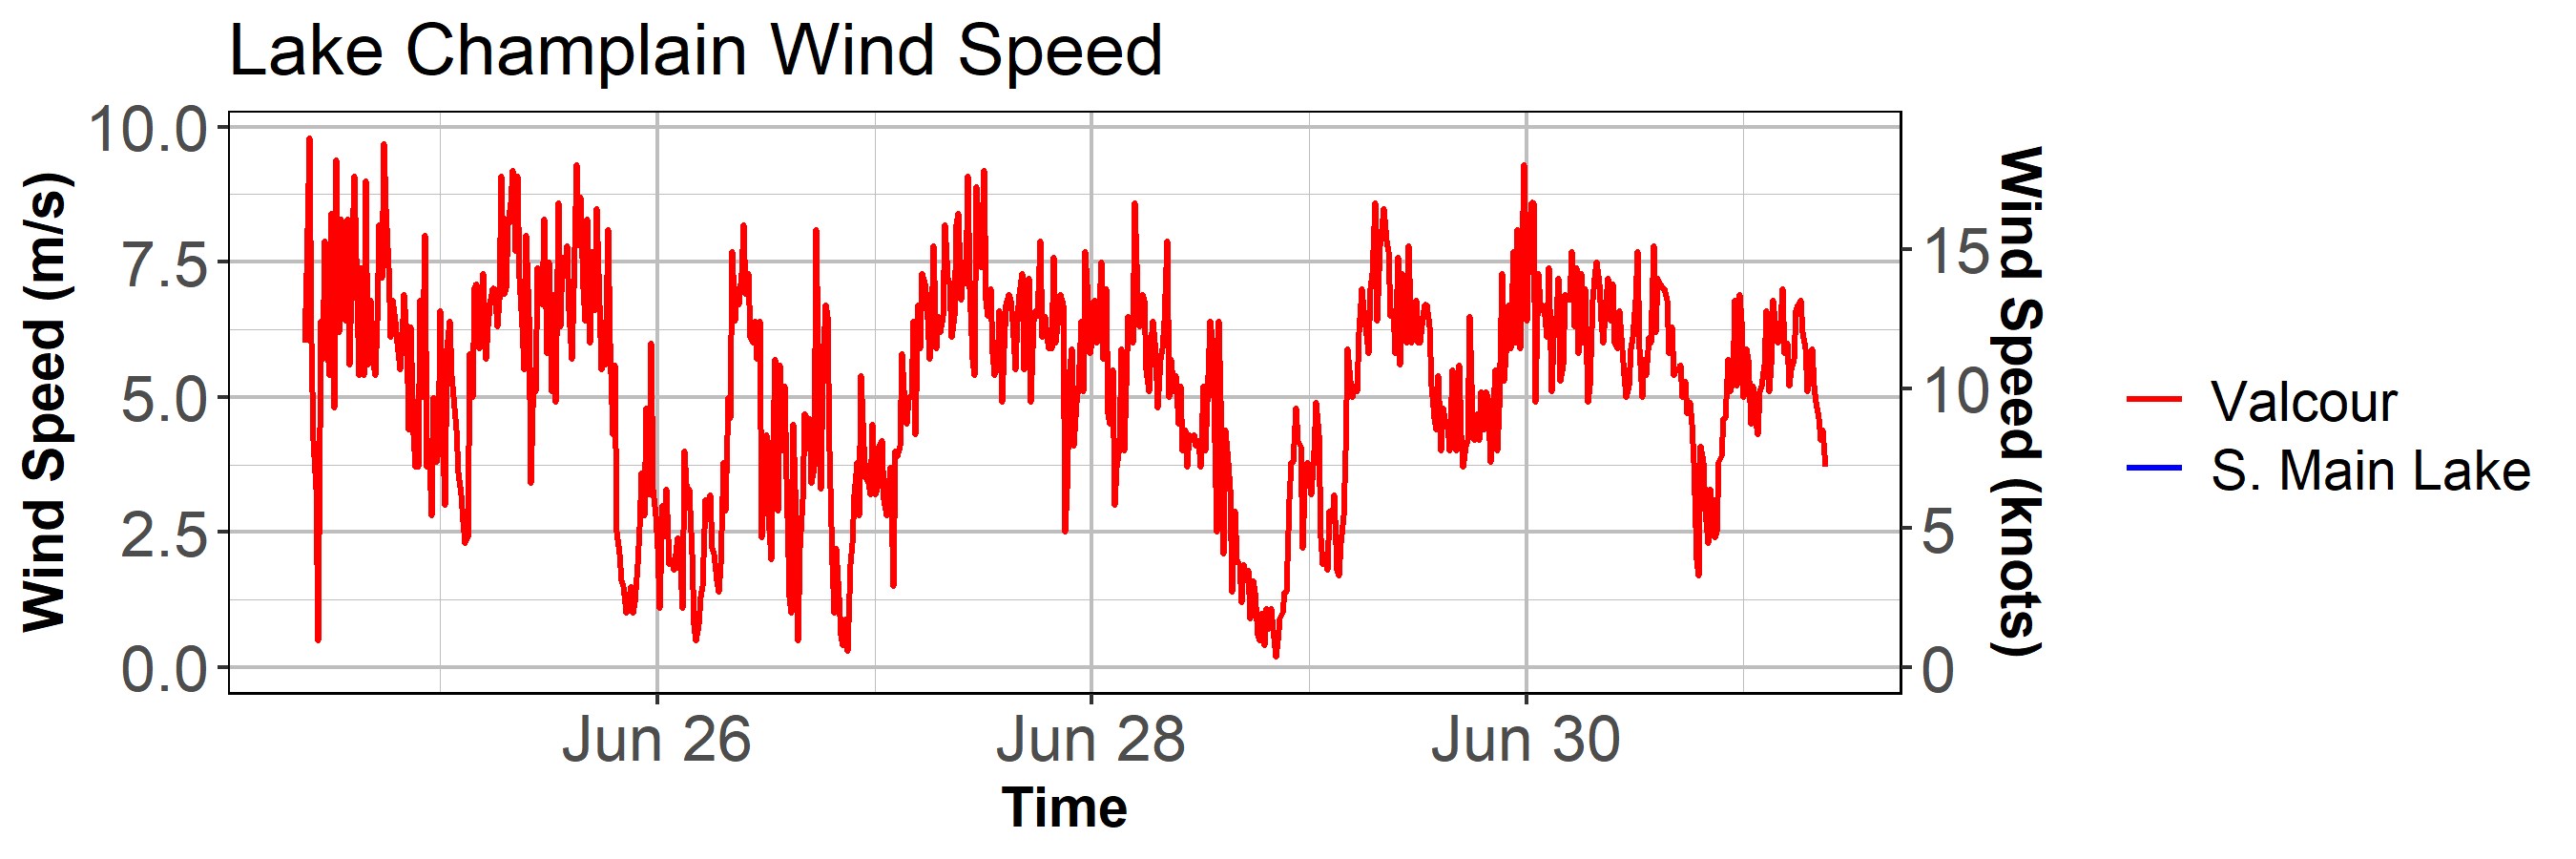 Lake Champlain Wind Speed
Wind Speed (m/s)
10.0
7.5
5.0
2.5
0.0
15
10
5
0
Wind Speed (knots)
Jun 26
Jun 28
Jun 30
Time
Valcour
S. Main Lake